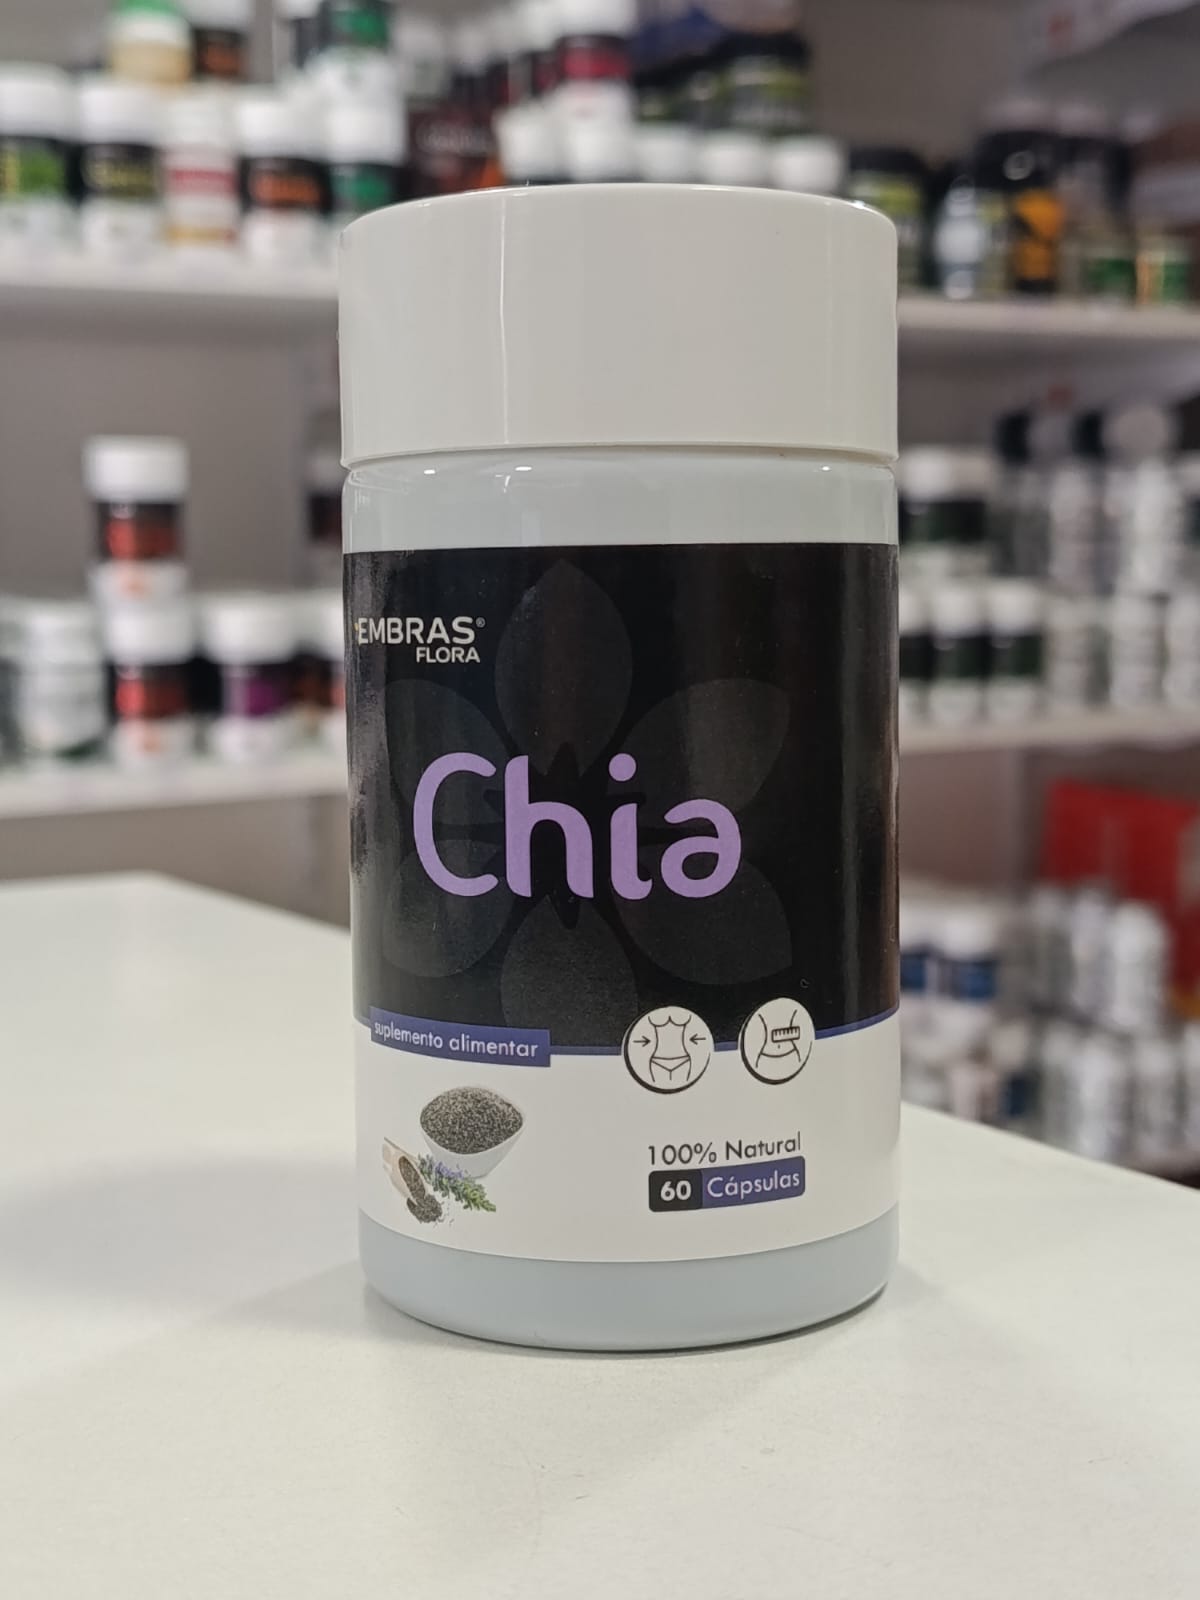 EMBRAS®
FLORA
Chia
suplemento alimentar
100% Natural
60 Cápsulas